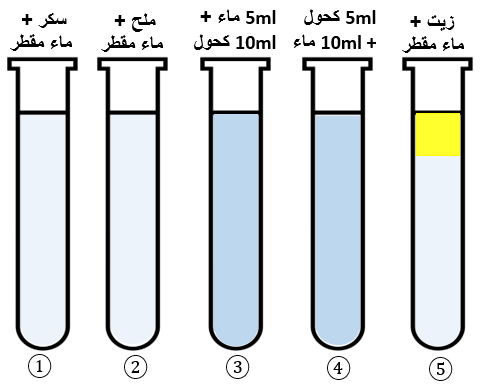 سكر +
ماء مقطر
ملح +
ماء مقطر
5ml ماء +
10ml كحول
5ml كحول
+ 10ml ماء
زيت +
ماء مقطر
①
②
③
④
⑤